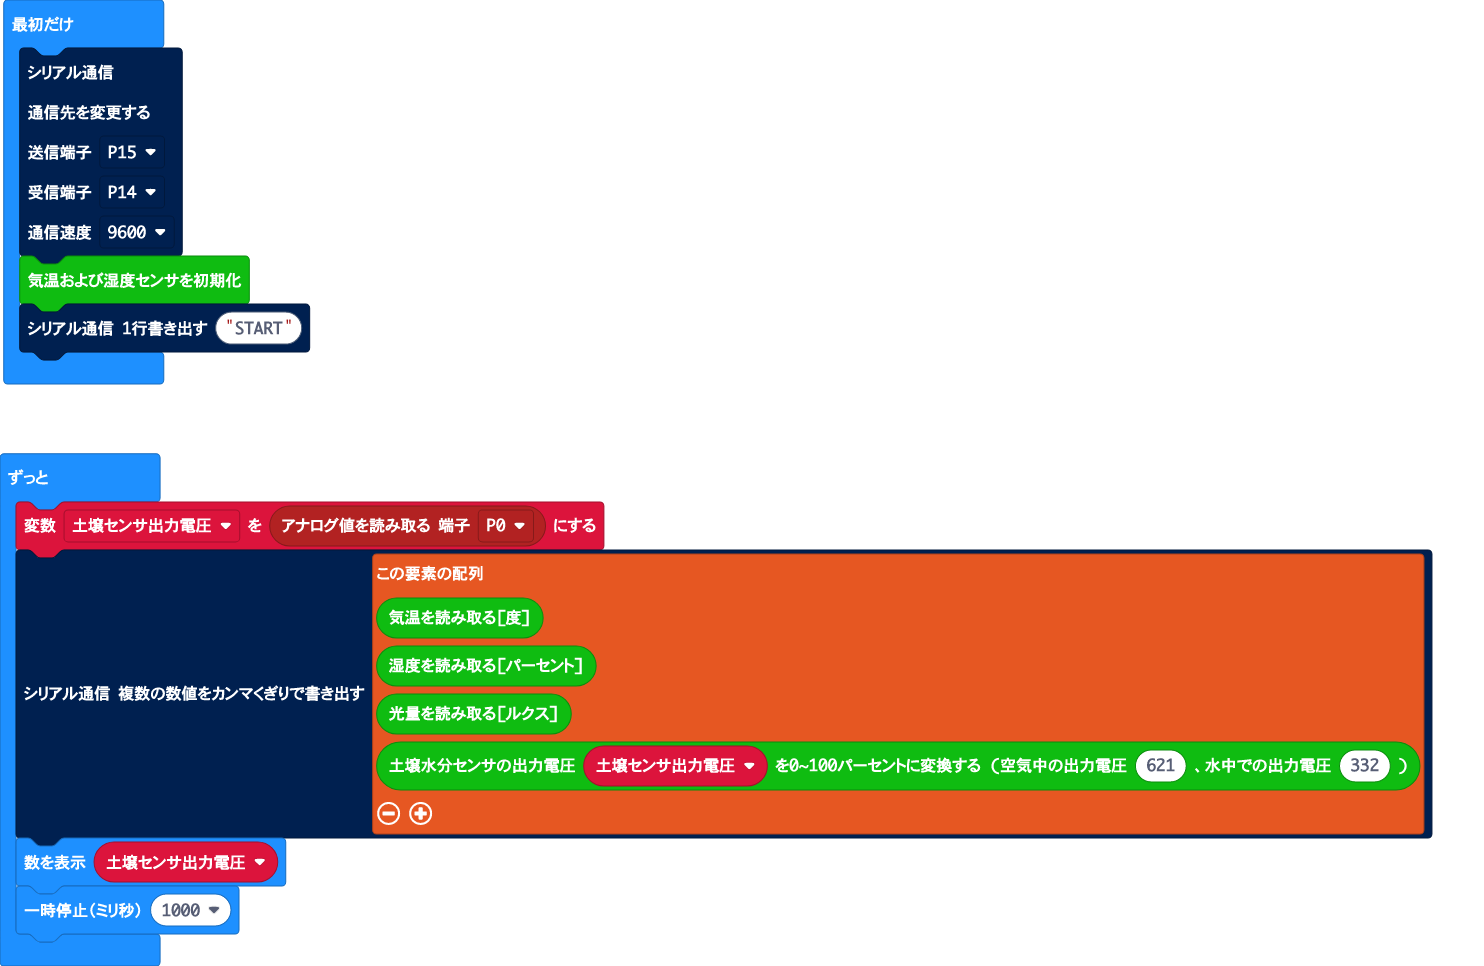 最初だけ
シリアル通信
通信先を変更する
送信端子 P15
受信端子 P14
通信速度 9600
気温および湿度センサを初期化
シリアル通信 1行書き出す "START"
ずっと
変数 土壌センサ出力電圧 を アナログ値を読み取る 端子 P0 にする
この要素の配列
気温を読み取る[度]
湿度を読み取る[パーセント]
シリアル通信 複数の数値をカンマくぎりで書き出す
光量を読み取る[ルクス]
土壌水分センサの出力電圧 土壌センサ出力電圧 を0~100パーセントに変換する (空気中の出力電圧 621 、水中での出力電圧 332 )
数を表示 土壌センサ出力電圧
一時停止(ミリ秒) 1000